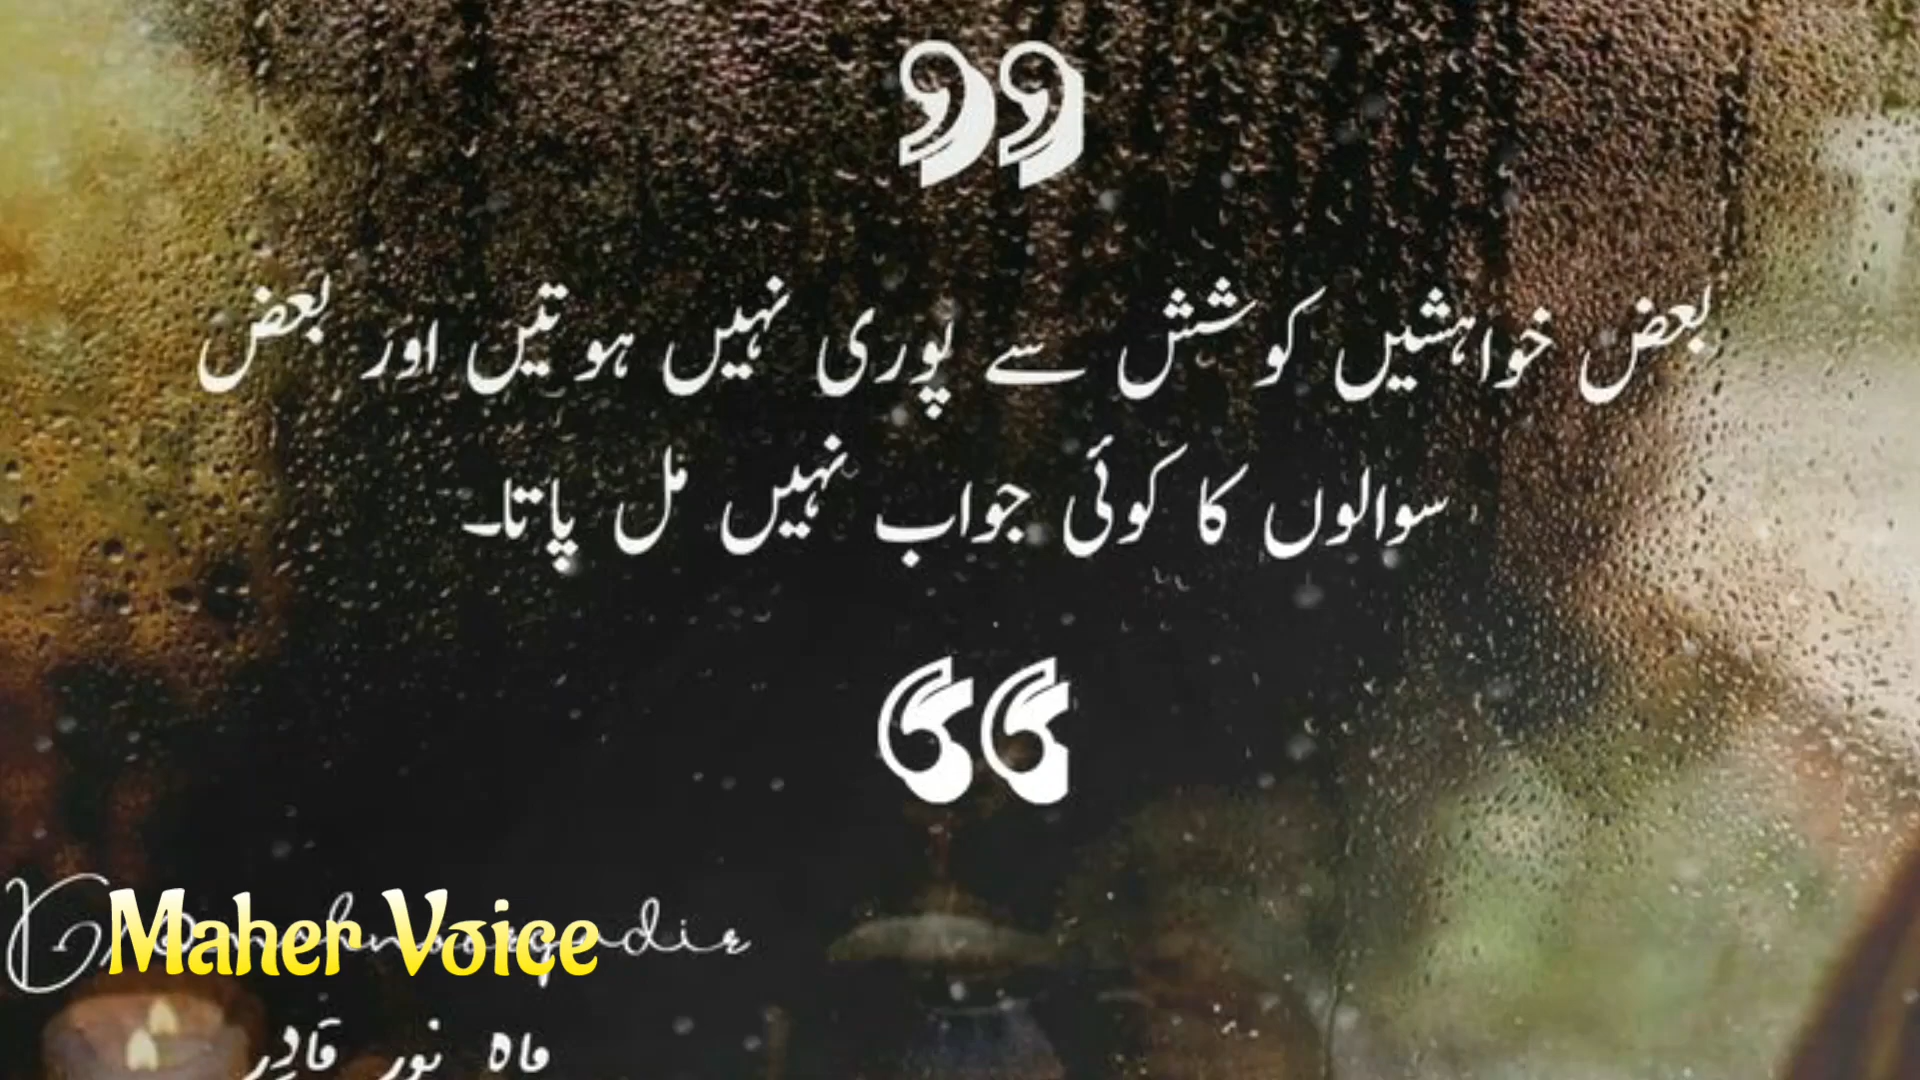 بعض خواہشیں کوشش سے پوری نہیں ہوتیں اور بعض
سوالوں کا کوئی جواب نہیں مل پاتا۔
Maher Voice
ماہ نور قادِر